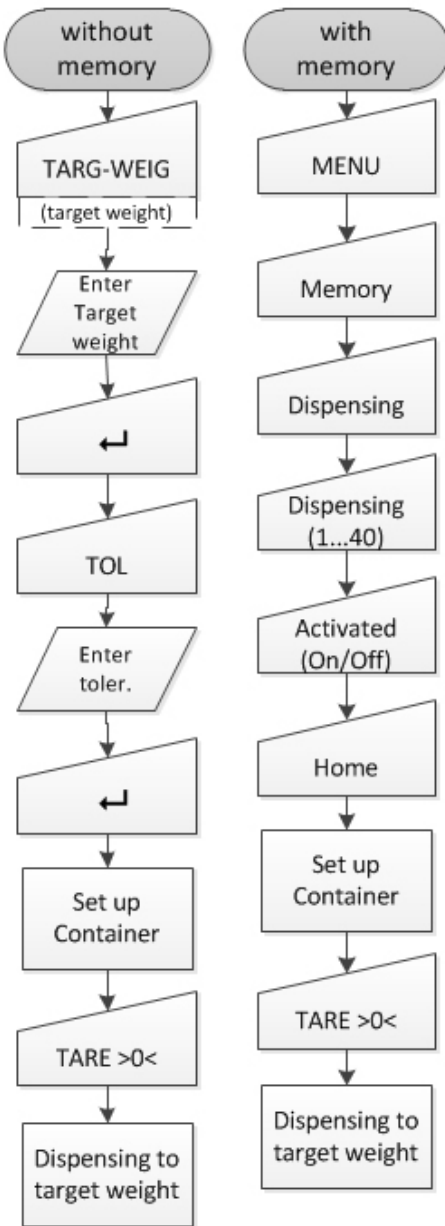 without
memory
TARG-WEIG
(target weight)
Enter
Target
weight
↵
TOL
Enter
toler.
↵
Set up
Container
TARE >0<
Dispensing to
target weight
with
memory
MENU
Memory
Dispensing
Dispensing
(1...40)
Activated
(On/Off)
Home
Set up
Container
TARE >0<
Dispensing to
target weight